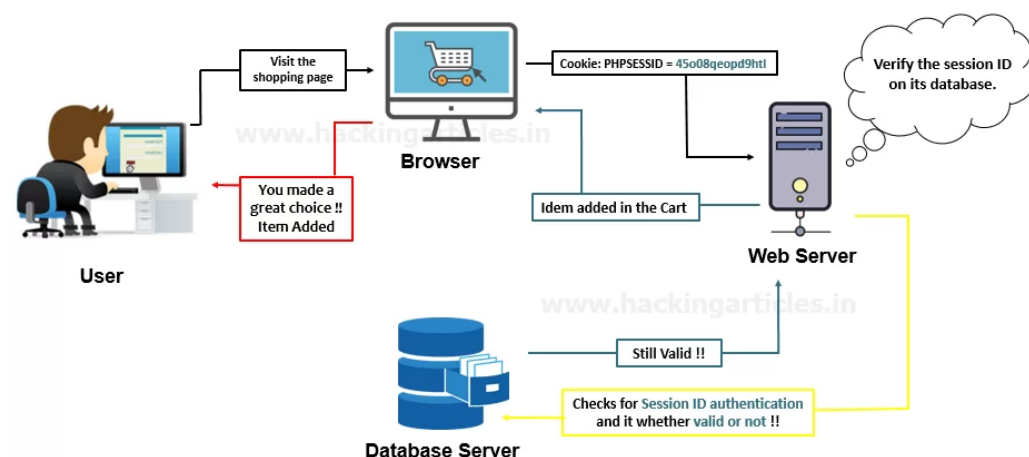 Visit the
shopping page
Cookie: PHPSESSID = 45o08qeopd9htl
Verify the session ID
on its database.
www.hackingarticles.in
Browser
You made a
great choice !!
Item Added
Idem added in the Cart
User
Web Server
www.hackingarticles.in
Still Valid !!
Checks for Session ID authentication
and it whether valid or not !!
Database Server